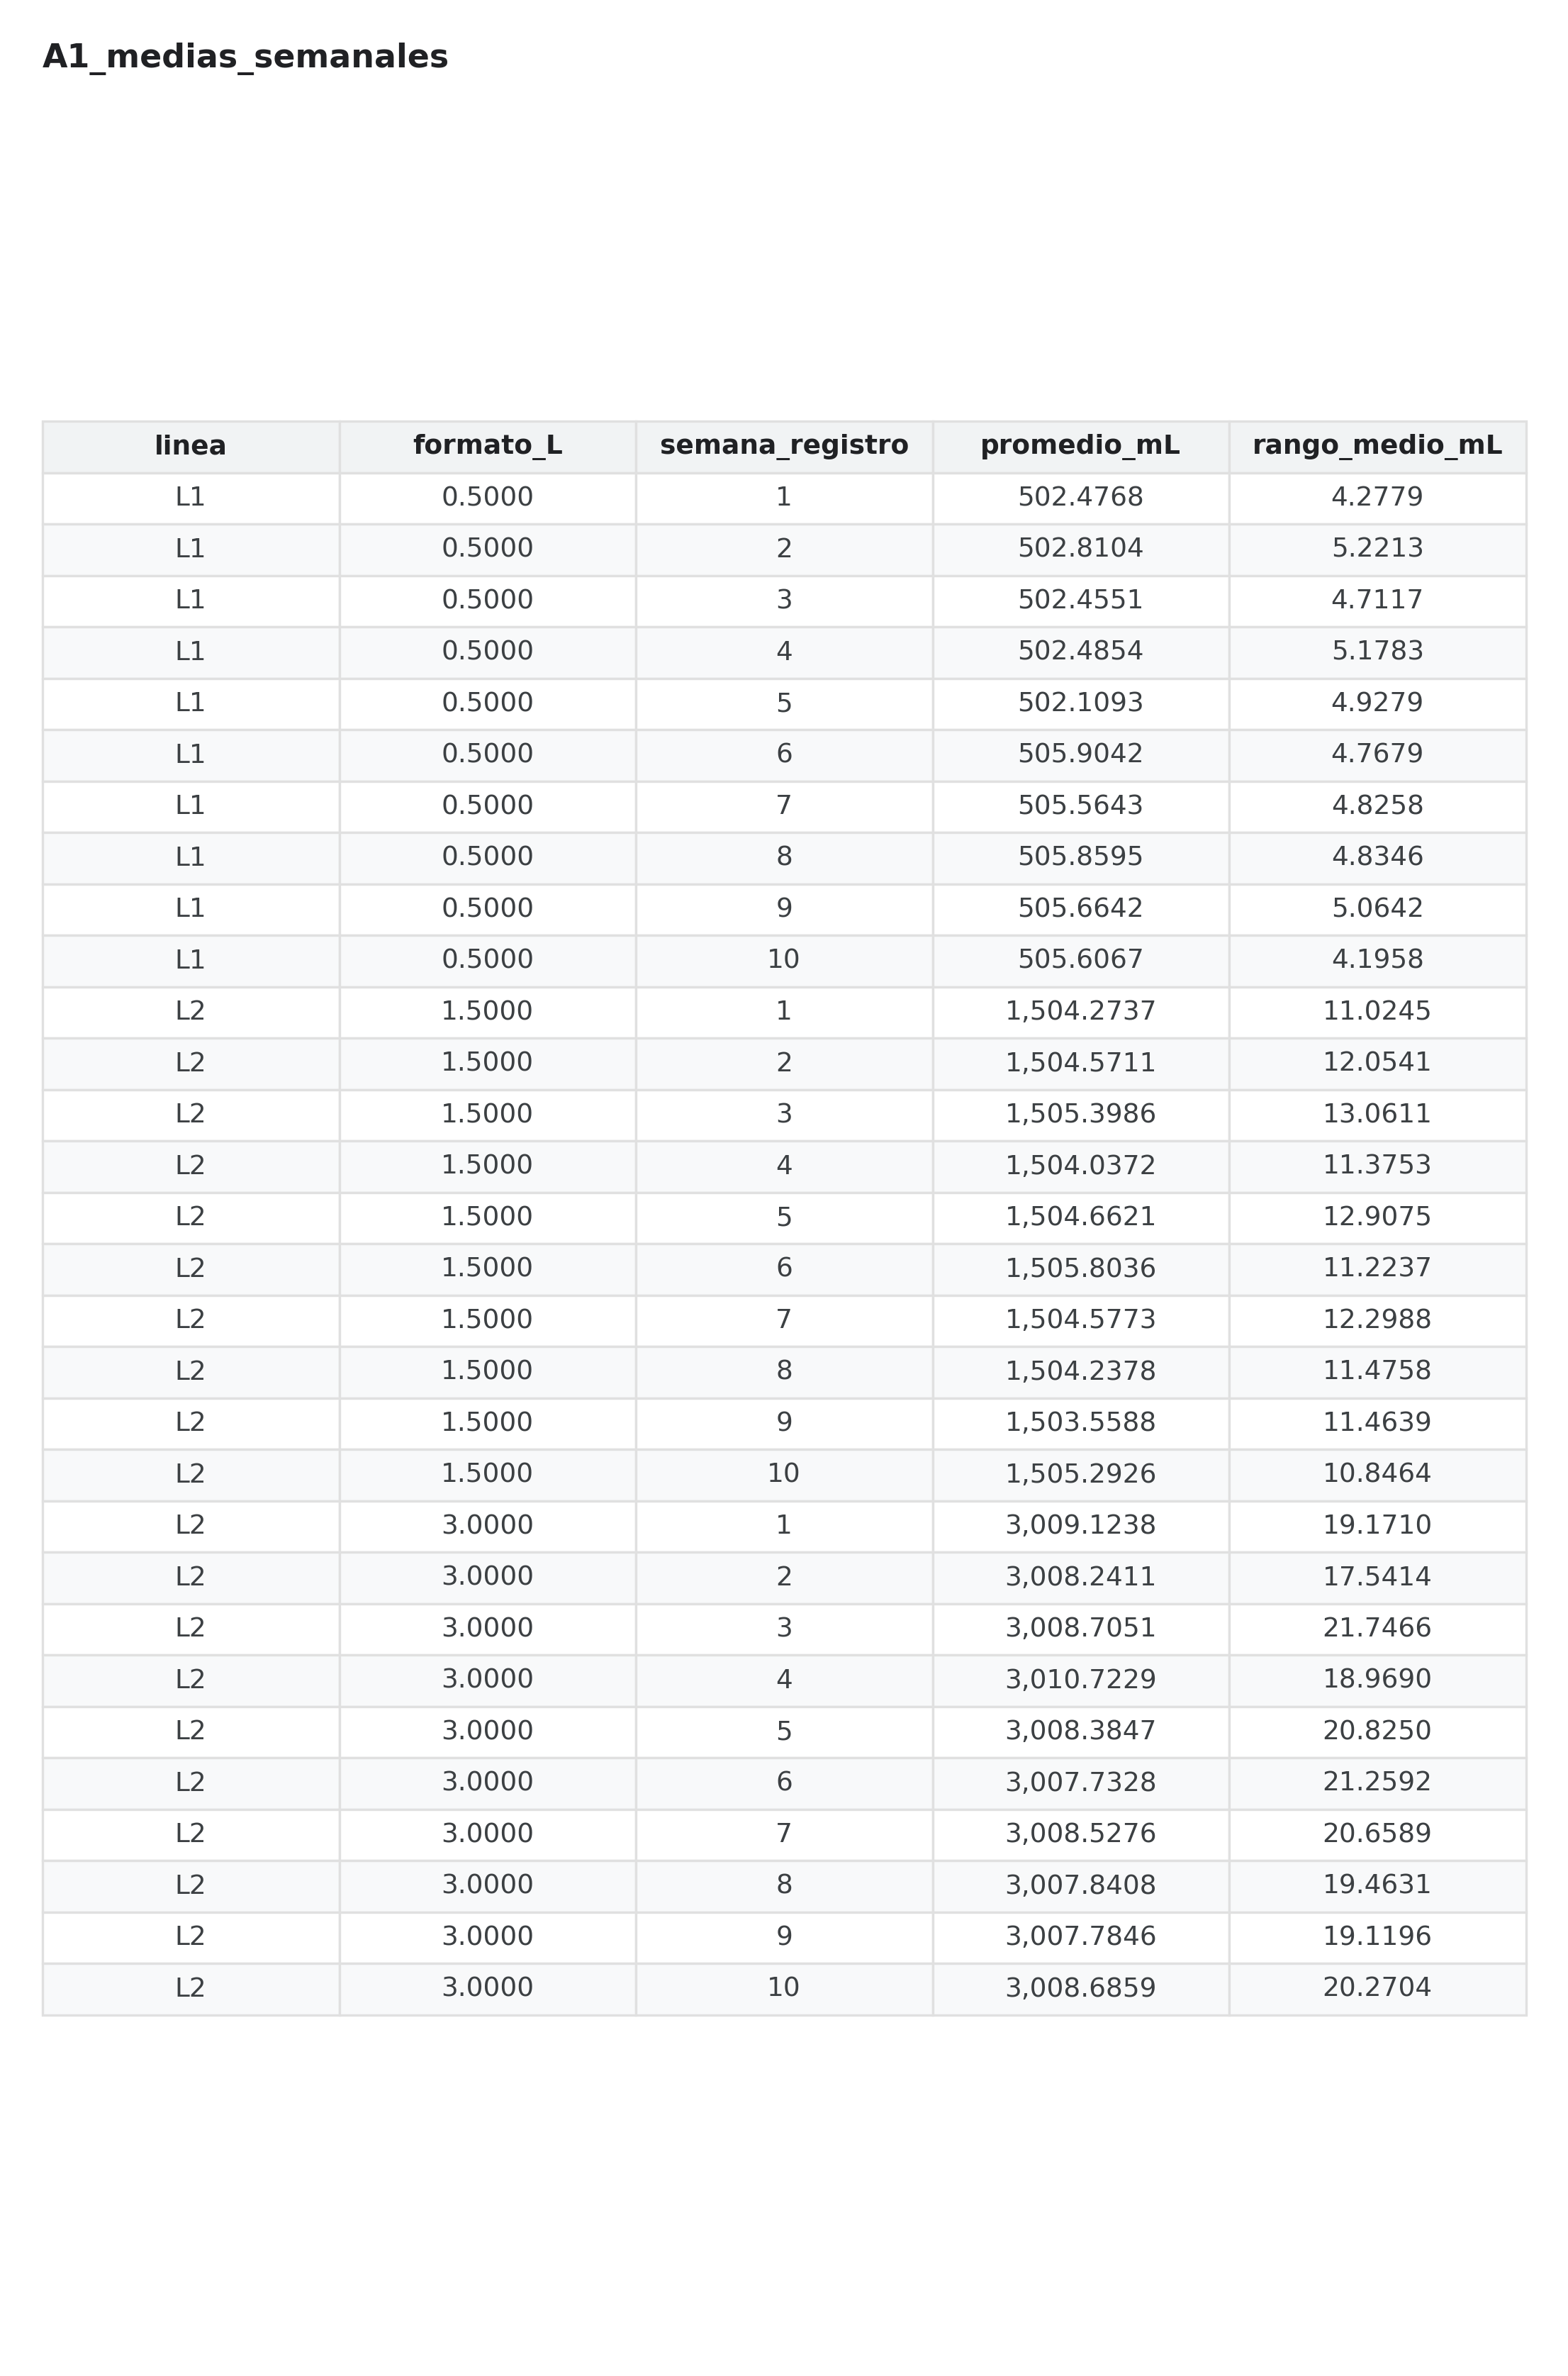 A1_medias_semanales
linea formato_L semana_registro promedio_mL rango_medio_mL
L1 0.5000 1 502.4768 4.2779
L1 0.5000 2 502.8104 5.2213
L1 0.5000 3 502.4551 4.7117
L1 0.5000 4 502.4854 5.1783
L1 0.5000 5 502.1093 4.9279
L1 0.5000 6 505.9042 4.7679
L1 0.5000 7 505.5643 4.8258
L1 0.5000 8 505.8595 4.8346
L1 0.5000 9 505.6642 5.0642
L1 0.5000 10 505.6067 4.1958
L2 1.5000 1 1,504.2737 11.0245
L2 1.5000 2 1,504.5711 12.0541
L2 1.5000 3 1,505.3986 13.0611
L2 1.5000 4 1,504.0372 11.3753
L2 1.5000 5 1,504.6621 12.9075
L2 1.5000 6 1,505.8036 11.2237
L2 1.5000 7 1,504.5773 12.2988
L2 1.5000 8 1,504.2378 11.4758
L2 1.5000 9 1,503.5588 11.4639
L2 1.5000 10 1,505.2926 10.8464
L2 3.0000 1 3,009.1238 19.1710
L2 3.0000 2 3,008.2411 17.5414
L2 3.0000 3 3,008.7051 21.7466
L2 3.0000 4 3,010.7229 18.9690
L2 3.0000 5 3,008.3847 20.8250
L2 3.0000 6 3,007.7328 21.2592
L2 3.0000 7 3,008.5276 20.6589
L2 3.0000 8 3,007.8408 19.4631
L2 3.0000 9 3,007.7846 19.1196
L2 3.0000 10 3,008.6859 20.2704